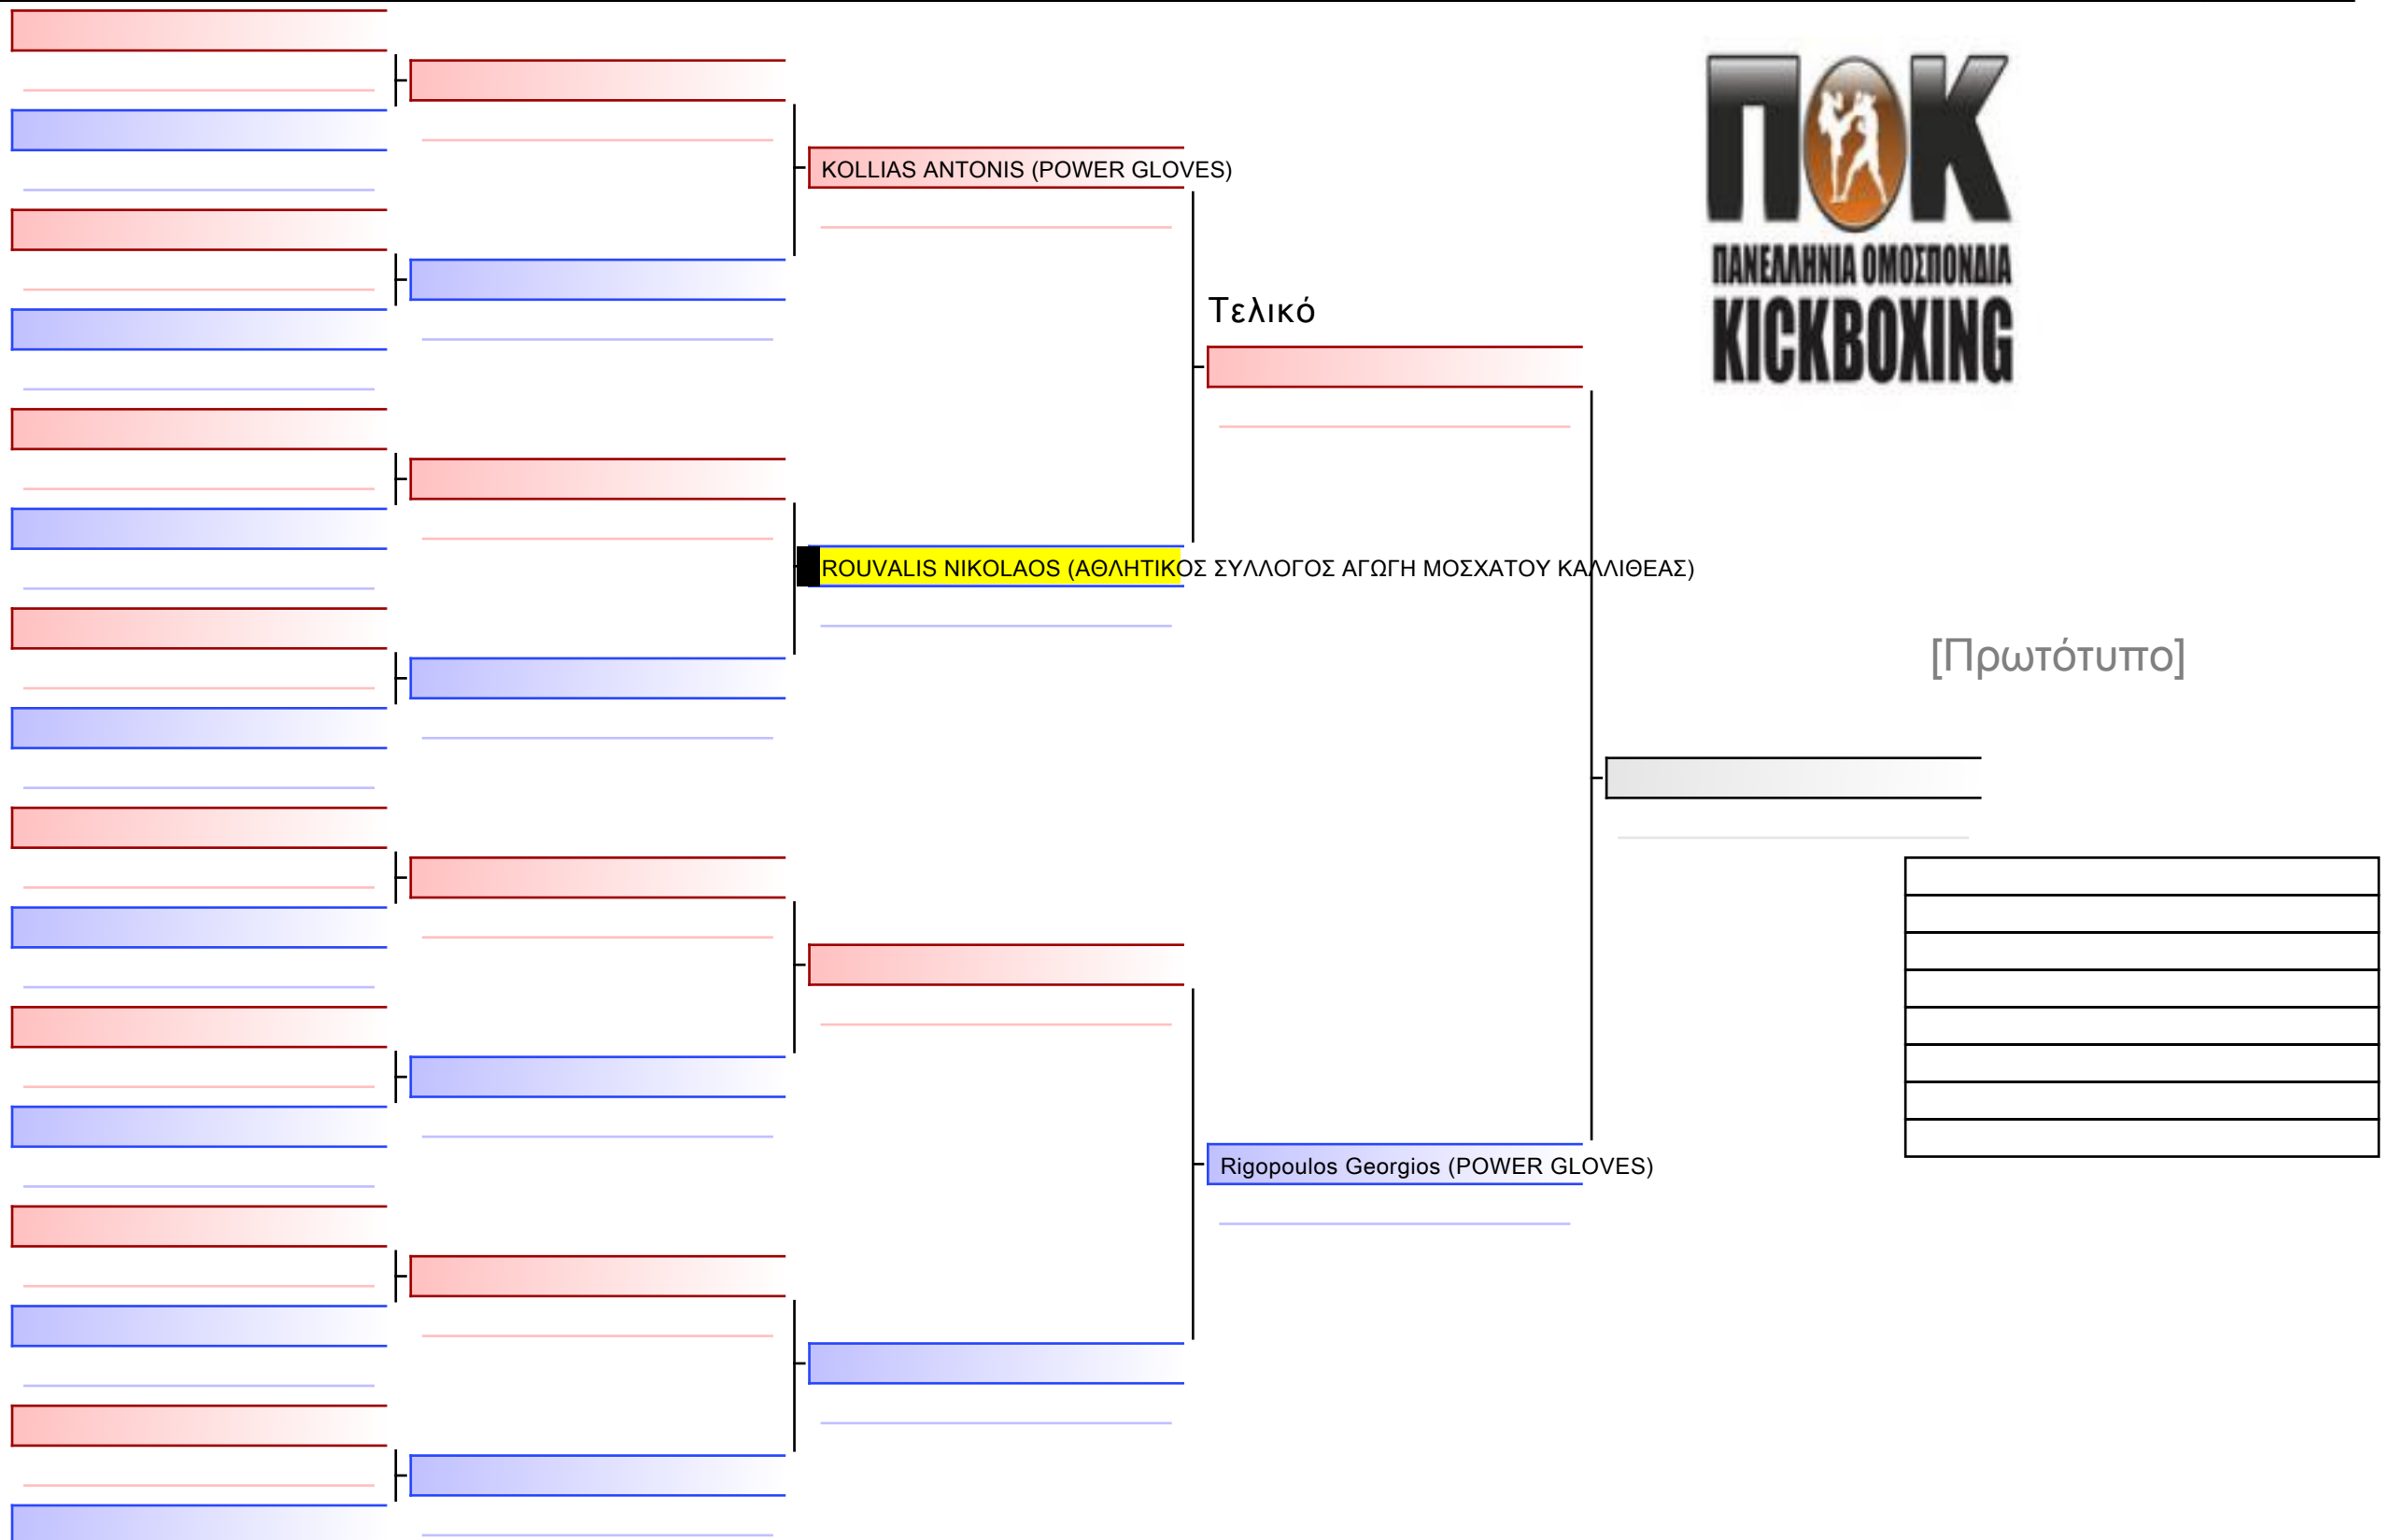 ΠΟΚ
ΠΑΝΕΛΛΗΝΙΑ ΟΜΟΣΠΟΝΔΙΑ
KICKBOXING
KOLLIAS ANTONIS (POWER GLOVES)
Τελικό
ROUVALIS NIKOLAOS (ΑΘΛΗΤΙΚΟΣ ΣΥΛΛΟΓΟΣ ΑΓΩΓΗ ΜΟΣΧΑΤΟΥ ΚΑΛΛΙΘΕΑΣ)
[Πρωτότυπο]
Rigopoulos Georgios (POWER GLOVES)